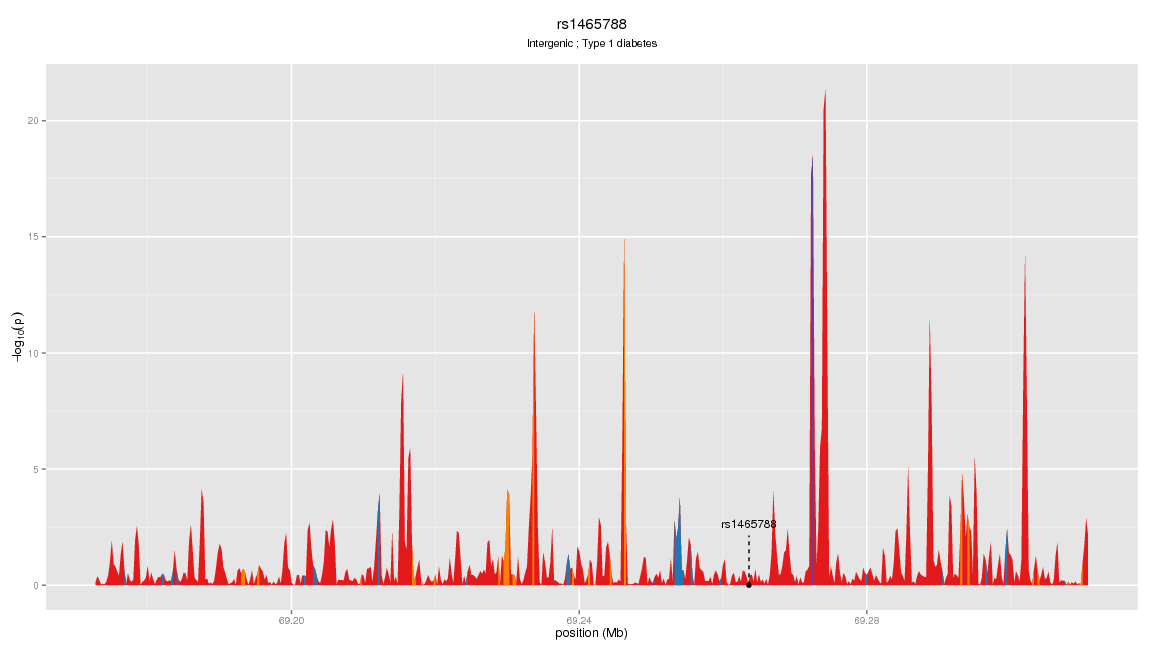 rs1465788
Intergenic ; Type 1 diabetes
−log10(p)
20
15
10
5
0
rs1465788
69.20
69.24
69.28
position (Mb)